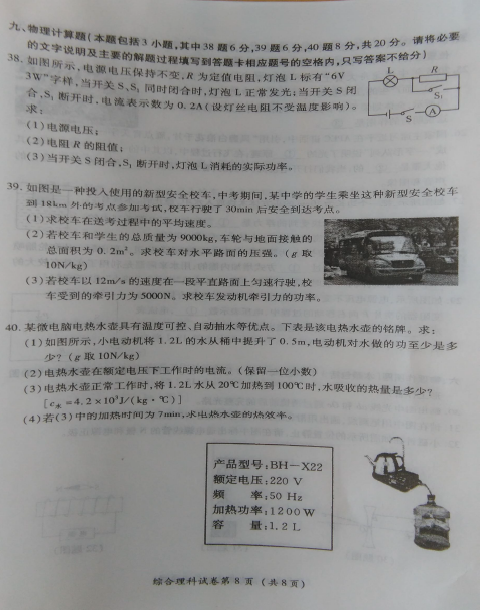 九、物理计算题(本题包括3小题,其中38题6分,39题6分,40题8分,共20分。请将必要
的文字说明及主要的解题过程填写到答题卡相应题号的空格内,只写答案不给分)
38. 如图所示,电源电压保持不变,R为定值电阻,灯泡L标有“6V
3W”字样,当开关S、S₁同时闭合时,灯泡L正常发光;当开关S闭
合、S₁断开时,电流表示数为0.2A(设灯丝电阻不受温度影响)。
求:
(1)电源电压;
(2)电阻R的阻值;
(3)当开关S闭合,S₁断开时,灯泡L消耗的实际功率。
L
R
S₁
S
A
39. 如图是一种投入使用的新型安全校车,中考期间,某中学的学生乘坐这种新型安全校车
到18km外的考点参加考试,校车行驶了30min后安全到达考点。
(1)求校车在送考过程中的平均速度。
(2)若校车和学生的总质量为9000kg,车轮与地面接触的
总面积为0.2m²。求校车对水平路面的压强。(g取
10N/kg)
(3)若校车以12m/s的速度在一段平直路面上匀速行驶,校
车受到的牵引力为5000N。求校车发动机牵引力的功率。
40. 某微电脑电热水壶具有温度可控、自动抽水等优点。下表是该电热水壶的铭牌。求:
(1)如图所示,小电动机将1.2L的水从桶中提升了0.5m,电动机对水做的功至少是多
少?(g取10N/kg)
(2)电热水壶在额定电压下工作时的电流。(保留一位小数)
(3)电热水壶正常工作时,将1.2L水从20℃加热到100℃时,水吸收的热量是多少?
[c水=4.2×10³J/(kg·℃)]
(4)若(3)中的加热时间为7min,求电热水壶的热效率。
产品型号:BH-X22
额定电压:220 V
频 率:50 Hz
加热功率:1200W
容 量:1.2 L
综合理科试卷第8页(共8页)